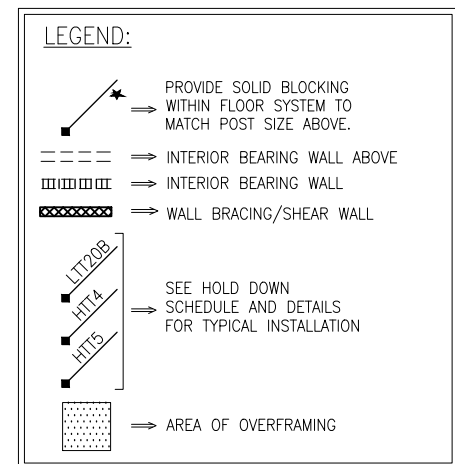 LEGEND:
PROVIDE SOLID BLOCKING
WITHIN FLOOR SYSTEM TO
MATCH POST SIZE ABOVE.
INTERIOR BEARING WALL ABOVE
INTERIOR BEARING WALL
WALL BRACING/SHEAR WALL
LTT20B
HTT4
HTT5
SEE HOLD DOWN
SCHEDULE AND DETAILS
FOR TYPICAL INSTALLATION
AREA OF OVERFRAMING